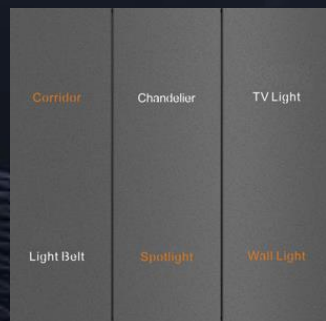 Corridor
Chandelier
TV Light
Light Belt
Spotlight
Wall Light